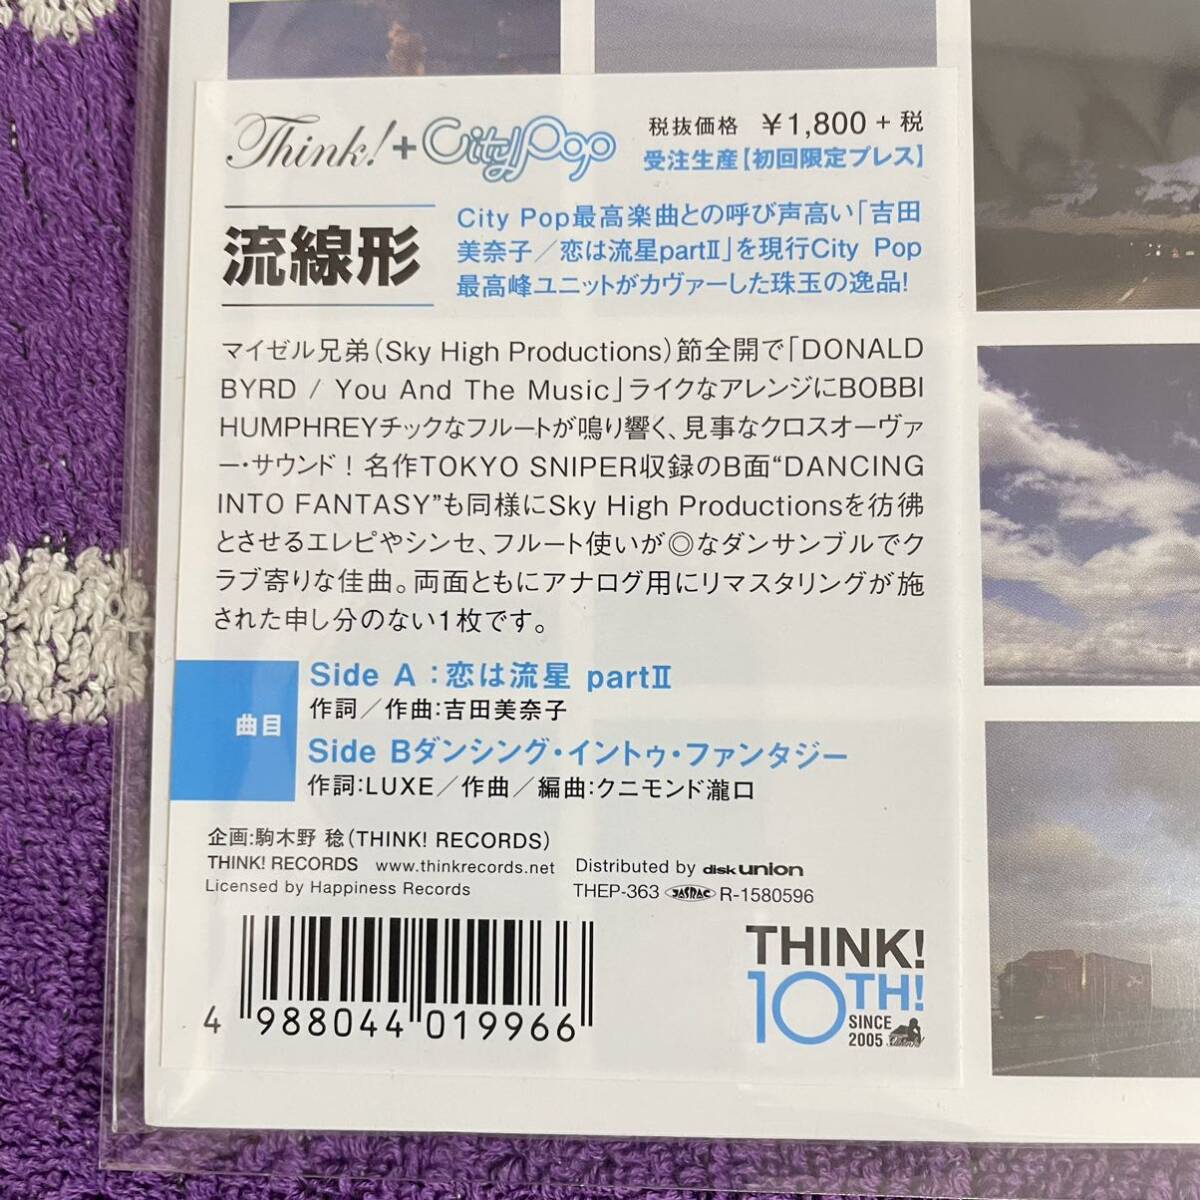 Think!+City Pop
税抜価格 ¥1,800+税
受注生産【初回限定プレス】
流線形
City Pop最高楽曲との呼び声高い「吉田
美奈子／恋は流星partⅡ」を現行City Pop
最高峰ユニットがカヴァーした珠玉の逸品!
マイゼル兄弟(Sky High Productions)節全開で「DONALD
BYRD / You And The Music」ライクなアレンジにBOBBI
HUMPHREYチックなフルートが鳴り響く、見事なクロスオーヴァ
ー・サウンド! 名作TOKYO SNIPER収録のB面“DANCING
INTO FANTASY”も同様にSky High Productionsを彷彿
とさせるエレピやシンセ、フルート使いが◎なダンサンブルでク
ラブ寄りな佳曲。両面ともにアナログ用にリマスタリングが施
された申し分のない1枚です。
曲目
Side A：恋は流星 partⅡ
作詞／作曲:吉田美奈子
Side Bダンシング・イントゥ・ファンタジー
作詞:LUXE／作曲／編曲:クニモンド瀧口
企画:駒木野 稔(THINK! RECORDS)
THINK! RECORDS www.thinkrecords.net Distributed by disk union
Licensed by Happiness Records THEP-363 JASRAC R-1580596
4 988044 019966
THINK!
10TH!
SINCE
2005